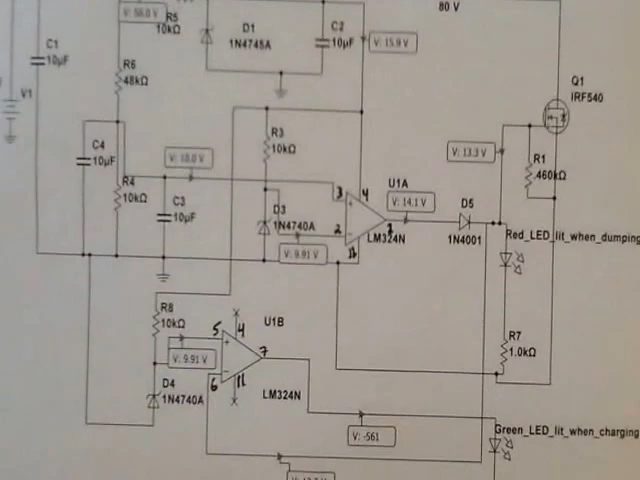 80 V
V: 56.0 V
R5
10kΩ
D1
1N4745A
C2
10µF
V: 15.9 V
C1
10µF
R6
48kΩ
Q1
IRF540
V1
C4
10µF
R3
10kΩ
V: 13.3 V
R1
460kΩ
V: 10.0 V
U1A
V: 14.1 V
D5
1N4001
R4
10kΩ
C3
10µF
D3
1N4740A
3
4
2
1
11
LM324N
V: 9.91 V
Red_LED_lit_when_dumping
R8
10kΩ
U1B
5
4
7
6
11
V: 9.91 V
R7
1.0kΩ
D4
1N4740A
LM324N
V: -561
Green_LED_lit_when_charging